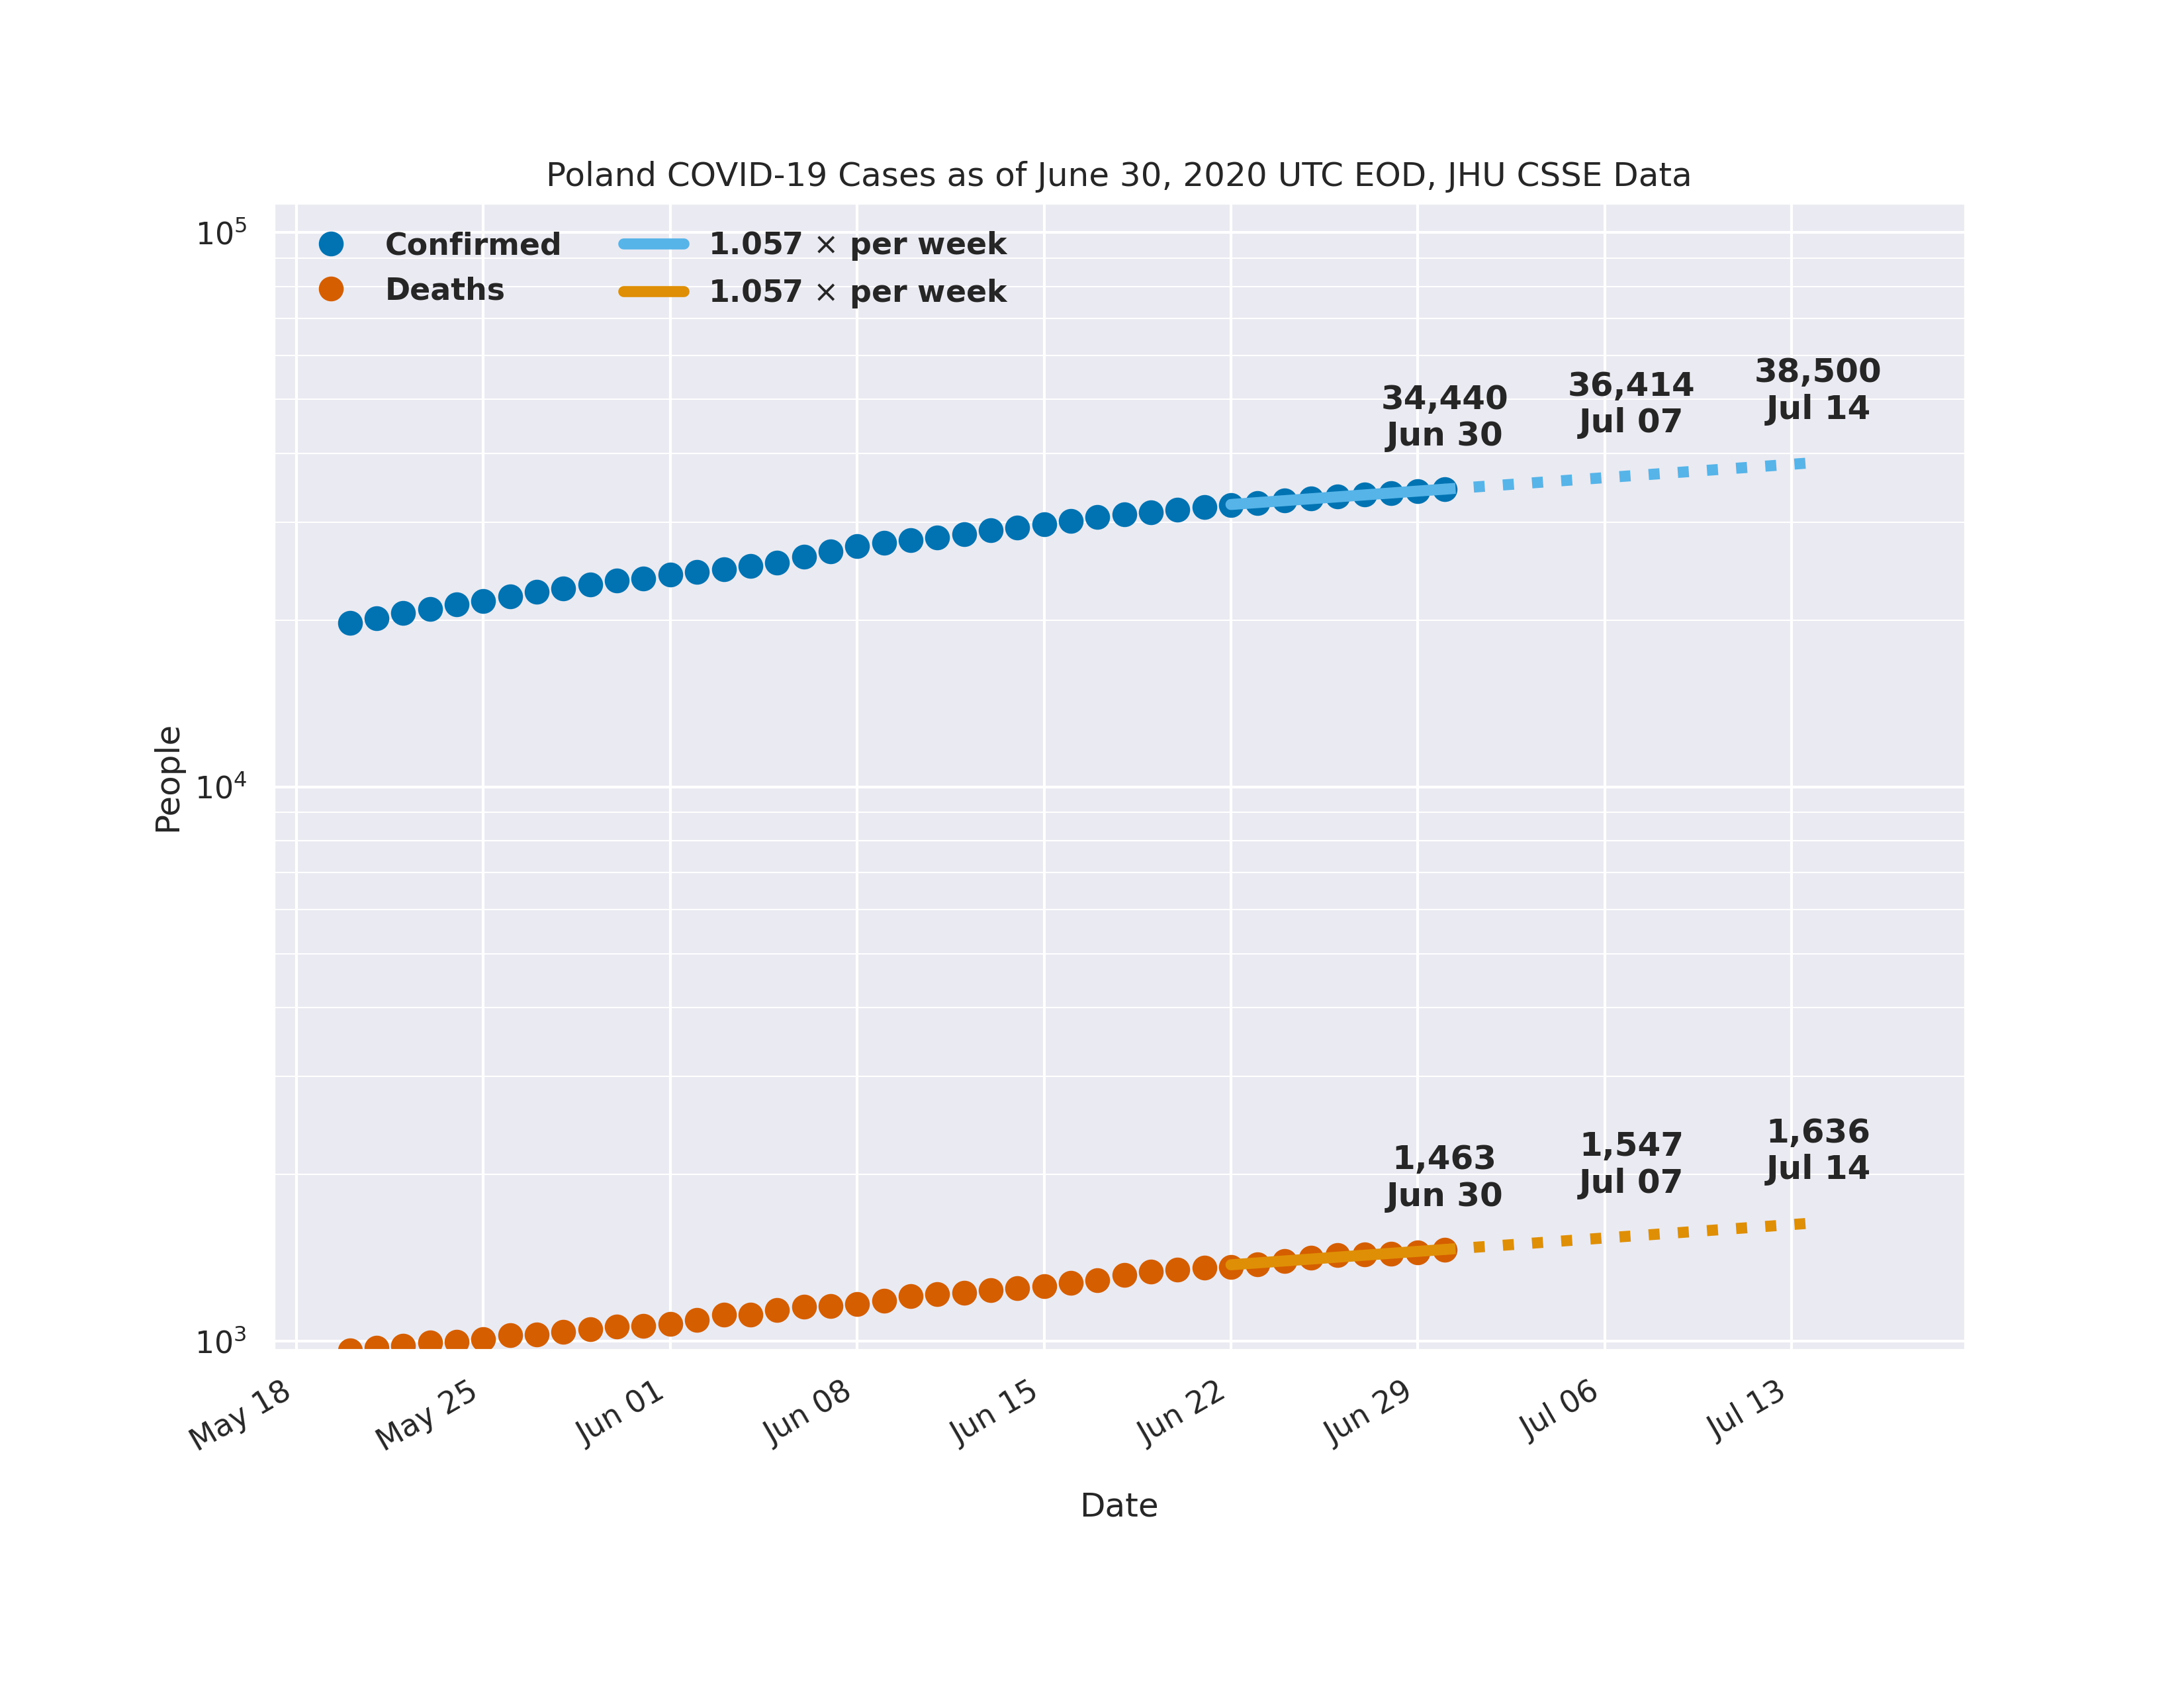 Poland COVID-19 Cases as of June 30, 2020 UTC EOD, JHU CSSE Data
10⁵
Confirmed
1.057 × per week
Deaths
1.057 × per week
38,500
Jul 14
36,414
Jul 07
34,440
Jun 30
People
10⁴
1,636
Jul 14
1,547
Jul 07
1,463
Jun 30
10³
May 18
May 25
Jun 01
Jun 08
Jun 15
Jun 22
Jun 29
Jul 06
Jul 13
Date